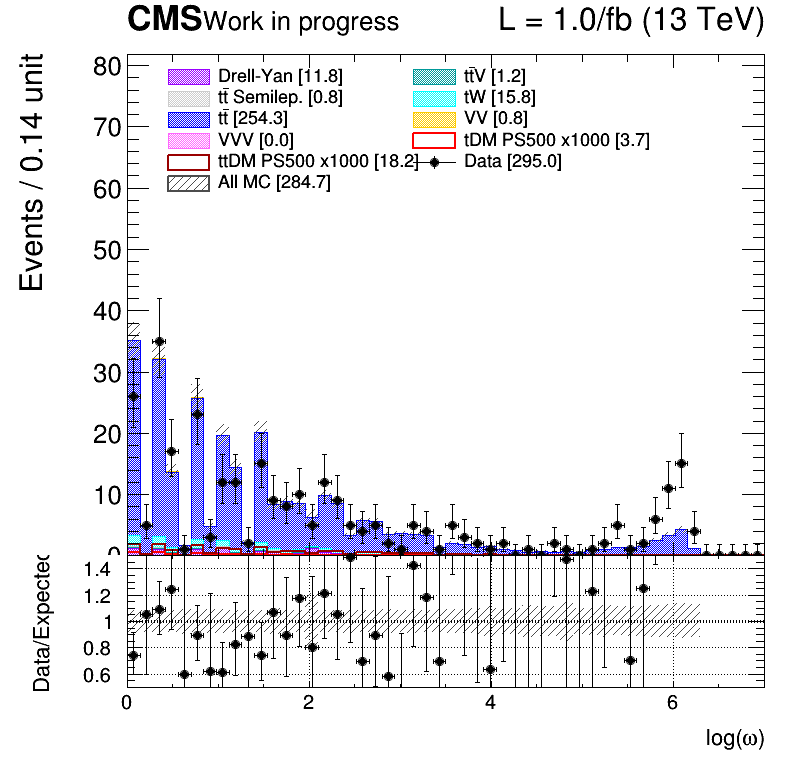 CMS Work in progress L = 1.0/fb (13 TeV)
Events / 0.14 unit
80
70
60
50
40
30
20
10
0
Drell-Yan [11.8]
tt̄V [1.2]
tt̄ Semilep. [0.8]
tW [15.8]
tt̄ [254.3]
VV [0.8]
VVV [0.0]
tDM PS500 x1000 [3.7]
ttDM PS500 x1000 [18.2]
Data [295.0]
All MC [284.7]
Data/Expected
1.4
1.2
1
0.8
0.6
0 2 4 6
log(ω)